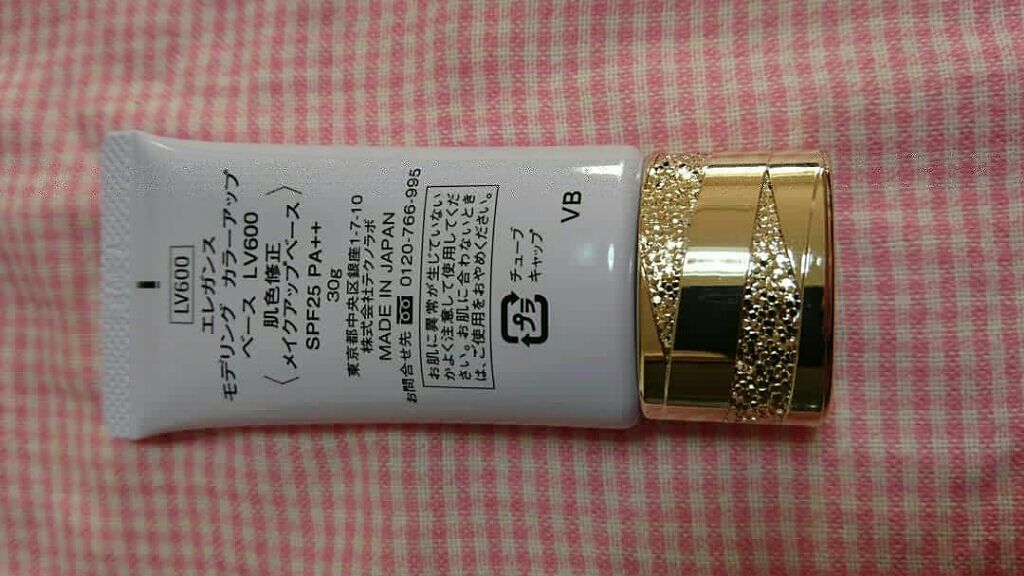 LV600
エレガンス
モデリング カラーアップ
ベース LV600
肌色修正
〈メイクアップベース〉
SPF25 PA++
30g
東京都中央区銀座1-7-10
株式会社テクノラボ
MADE IN JAPAN
お問合せ先 0120-766-995
お肌に異常が生じていない
かよく注意して使用してくだ
さい。お肌に合わないとき
は、ご使用をおやめください。
プラ
チューブ
キャップ
VB